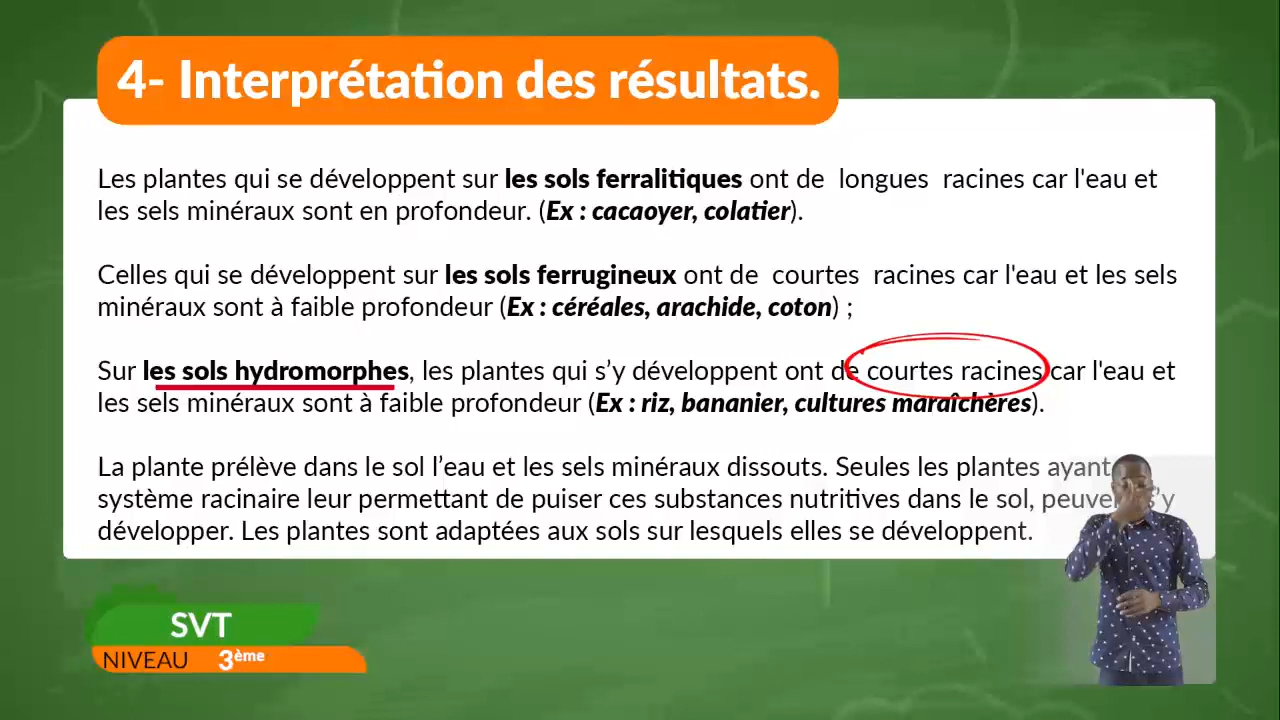 4- Interprétation des résultats.
Les plantes qui se développent sur les sols ferralitiques ont de longues racines car l'eau et
les sels minéraux sont en profondeur. (Ex : cacaoyer, colatier).
Celles qui se développent sur les sols ferrugineux ont de courtes racines car l'eau et les sels
minéraux sont à faible profondeur (Ex : céréales, arachide, coton) ;
Sur les sols hydromorphes, les plantes qui s’y développent ont de courtes racines car l'eau et
les sels minéraux sont à faible profondeur (Ex : riz, bananier, cultures maraîchères).
La plante prélève dans le sol l’eau et les sels minéraux dissouts. Seules les plantes ayant
système racinaire leur permettant de puiser ces substances nutritives dans le sol, s’y
développer. Les plantes sont adaptées aux sols sur lesquels elles se développent.
SVT
NIVEAU 3ème